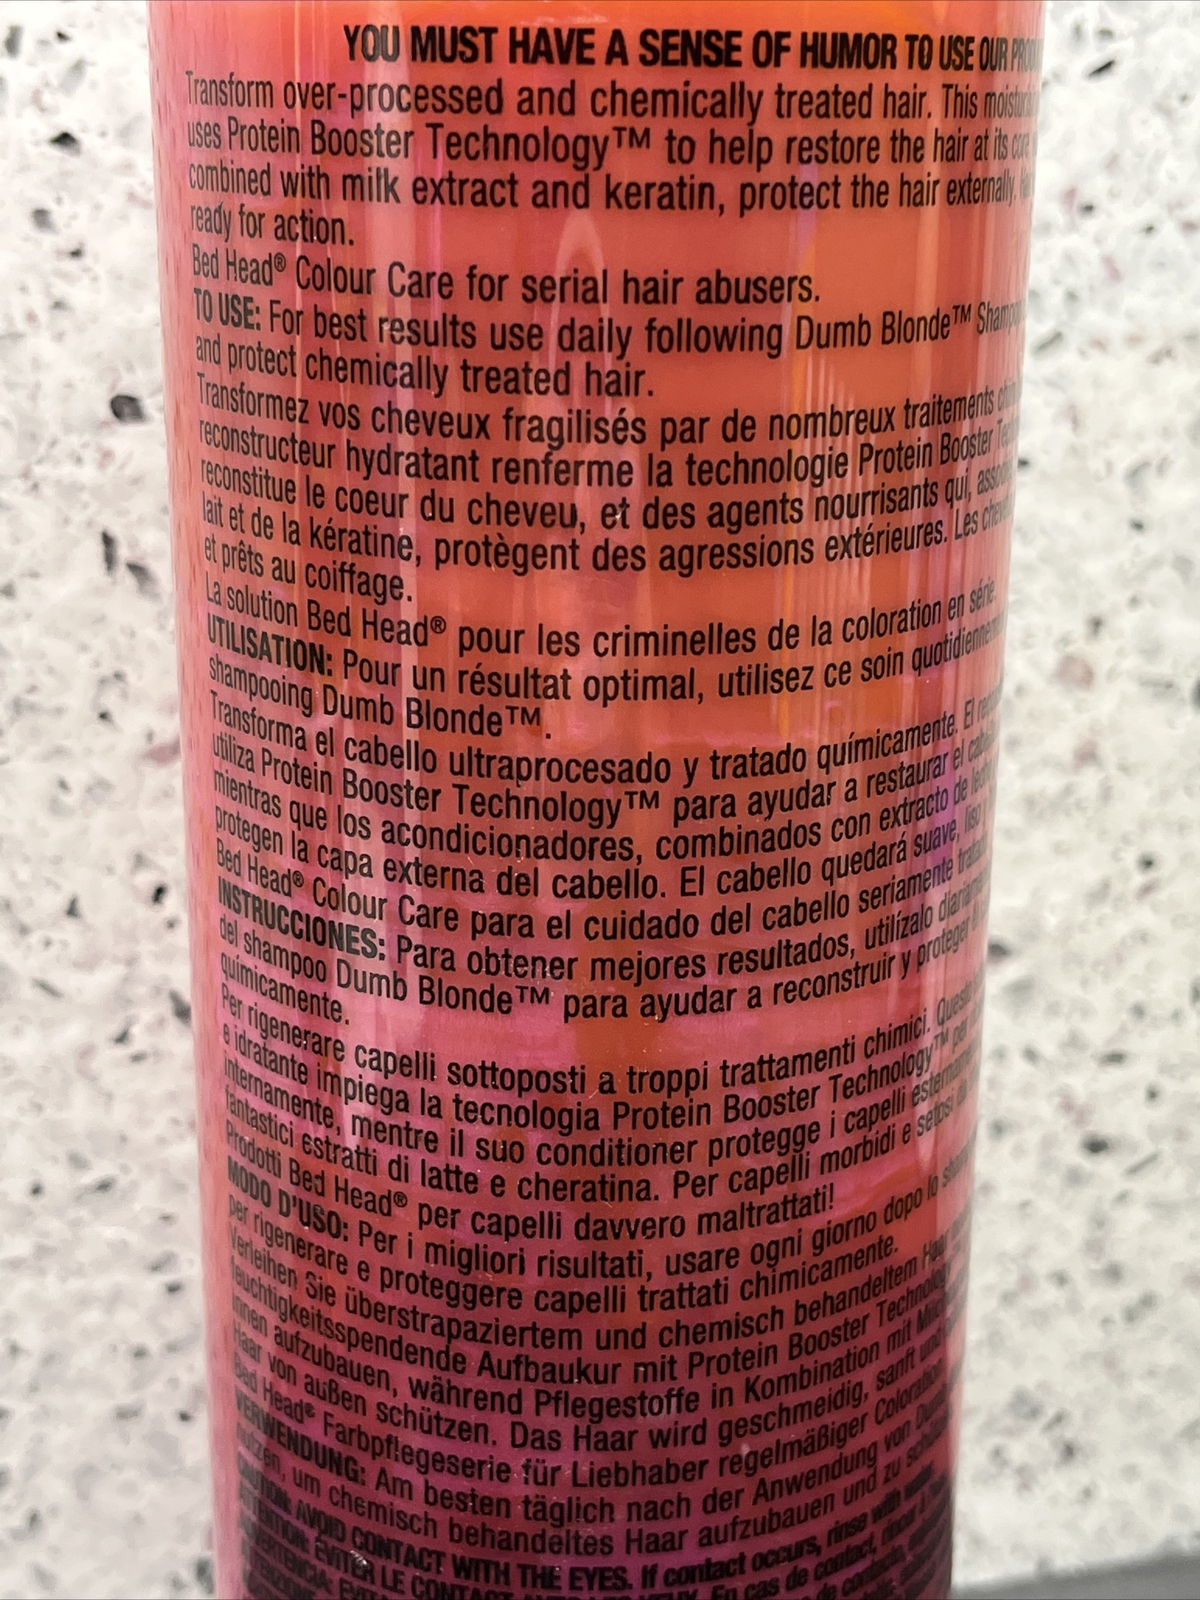 YOU MUST HAVE A SENSE OF HUMOR TO USE OUR
Transform over-processed and chemically treated hair. This
uses Protein Booster Technology™ to help restore the hair at its core
combined with milk extract and keratin, protect the hair externally.
ready for action.
Bed Head® Colour Care for serial hair abusers.
TO USE: For best results use daily following Dumb Blonde™
and protect chemically treated hair.
Transformez vos cheveux fragilisés par de nombreux traitements
reconstructeur hydratant renferme la technologie Protein Booster
reconstitue le coeur du cheveu, et des agents nourrisants qui,
lait et de la kératine, protègent des agressions extérieures. Les
et prêts au coiffage.
La solution Bed Head® pour les criminelles de la coloration en série.
UTILISATION: Pour un résultat optimal, utilisez ce soin
shampooing Dumb Blonde™.
Transforma el cabello ultraprocesado y tratado químicamente. El
utiliza Protein Booster Technology™ para ayudar a restaurar el
mientras que los acondicionadores, combinados con extracto de
protegen la capa externa del cabello. El cabello quedará suave, liso
Bed Head® Colour Care para el cuidado del cabello seriamente
INSTRUCCIONES: Para obtener mejores resultados, utilízalo
del shampoo Dumb Blonde™ para ayudar a reconstruir y proteger
químicamente.
Per rigenerare capelli sottoposti a troppi trattamenti chimici. Questo
e idratante impiega la tecnologia Protein Booster Technology™ per
internamente, mentre il suo conditioner protegge i capelli
fantastici estratti di latte e cheratina. Per capelli morbidi e setosi
Prodotti Bed Head® per capelli davvero maltrattati!
MODO D'USO: Per i migliori risultati, usare ogni giorno dopo lo
per rigenerare e proteggere capelli trattati chimicamente.
Verleihen Sie überstrapaziertem und chemisch behandeltem Haar
feuchtigkeitsspendende Aufbaukur mit Protein Booster
innen aufzubauen, während Pflegestoffe in Kombination mit
Haar von außen schützen. Das Haar wird geschmeidig, sanft und
Bed Head® Farbpflegeserie für Liebhaber regelmäßiger Coloration.
VERWENDUNG: Am besten täglich nach der Anwendung von
um chemisch behandeltes Haar aufzubauen und zu
AVOID CONTACT WITH THE EYES. If contact occurs, rinse with
ÉVITER LE CONTACT En cas de contact,